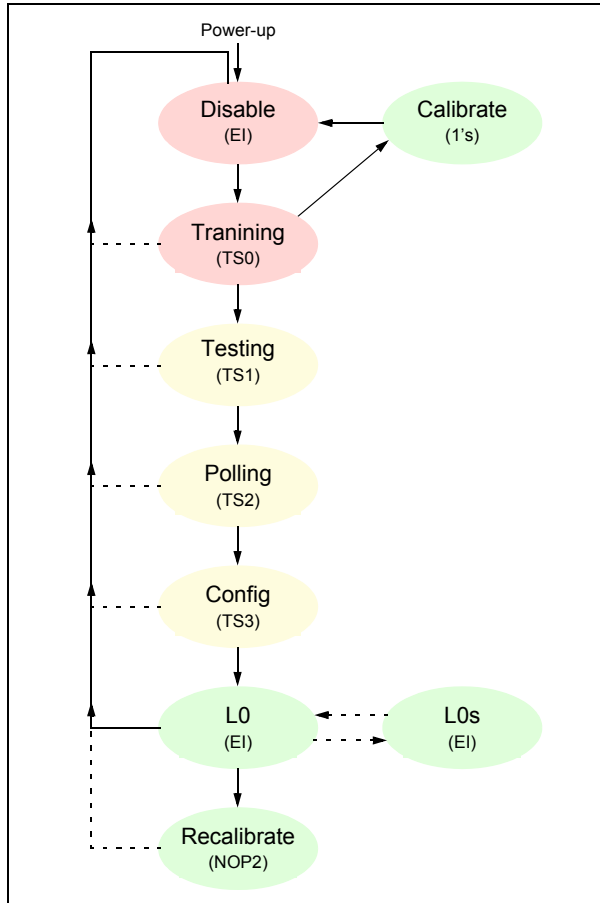 Power-up
Disable
(EI)
Calibrate
(1's)
Tranining
(TS0)
Testing
(TS1)
Polling
(TS2)
Config
(TS3)
L0
(EI)
L0s
(EI)
Recalibrate
(NOP2)